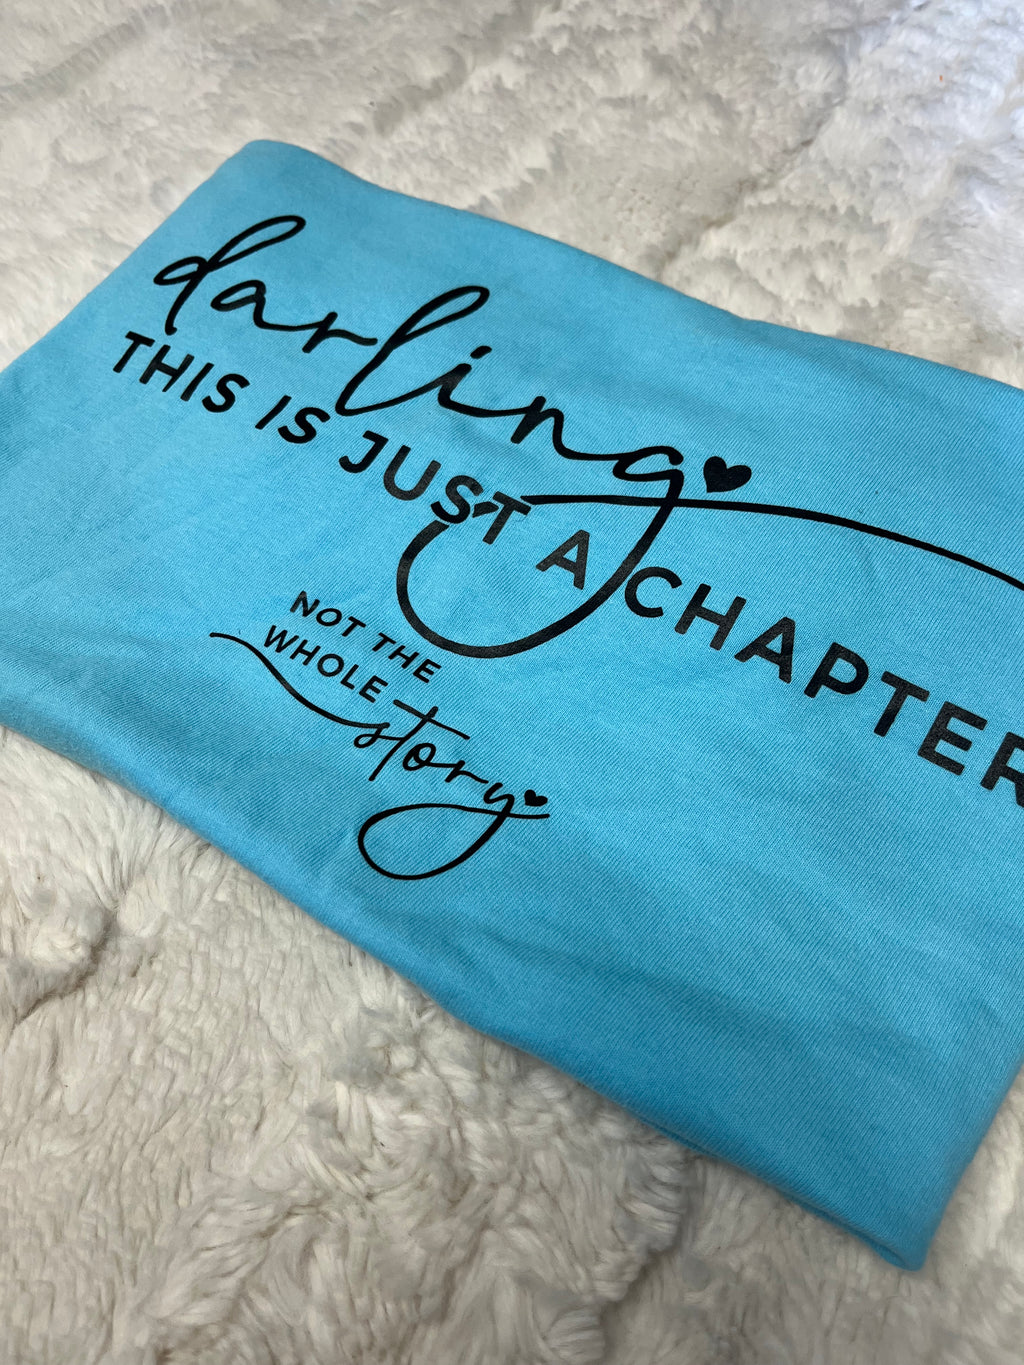 darling
THIS IS JUST A CHAPTER
NOT THE
WHOLE
story